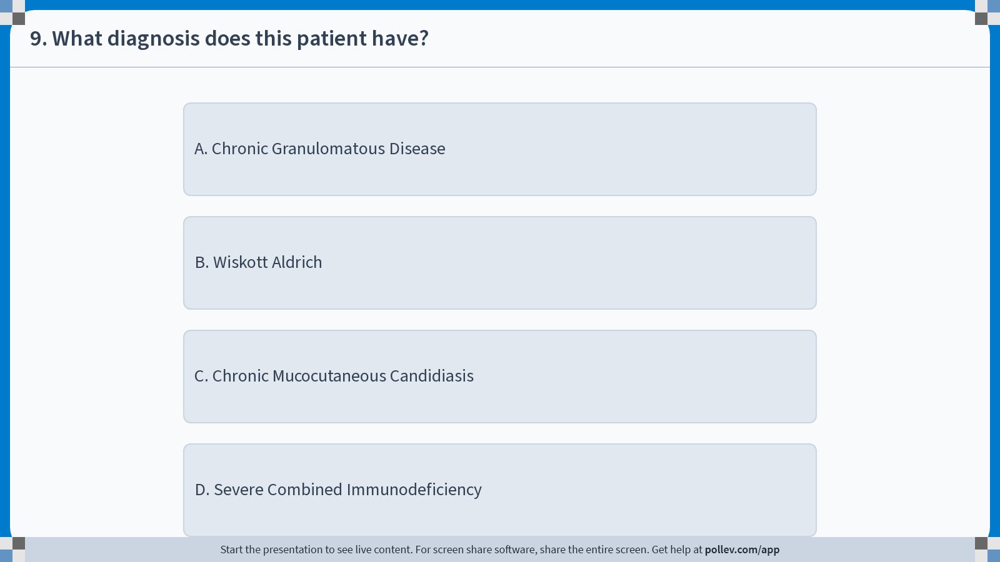 9. What diagnosis does this patient have?
A. Chronic Granulomatous Disease
B. Wiskott Aldrich
C. Chronic Mucocutaneous Candidiasis
D. Severe Combined Immunodeficiency
Start the presentation to see live content. For screen share software, share the entire screen. Get help at pollev.com/app